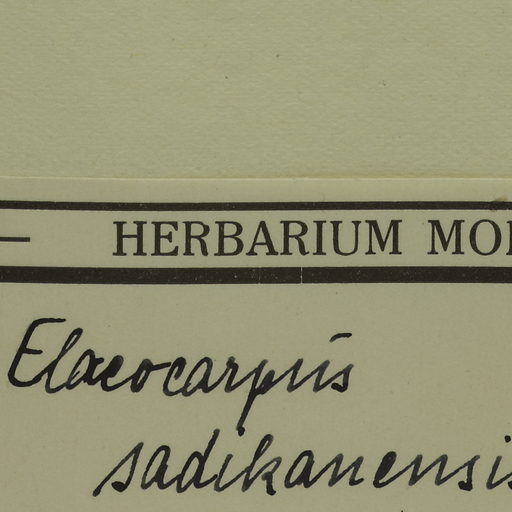 HERBARIUM MO
Elaeocarpus
sadikanensis